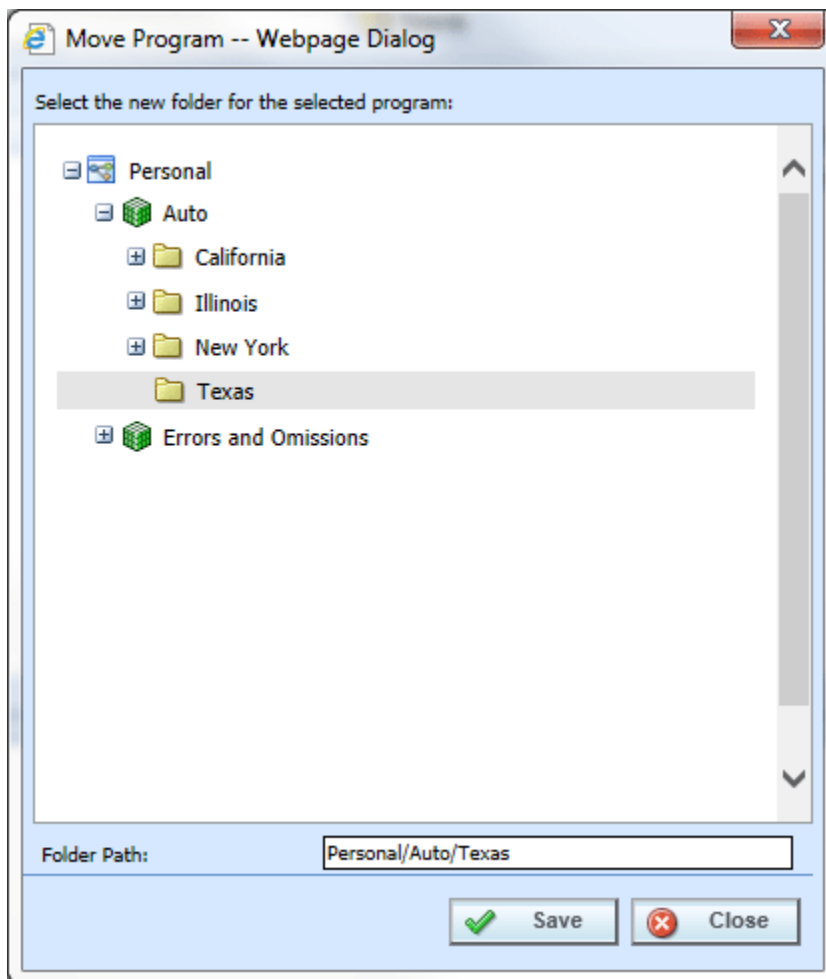 Move Program -- Webpage Dialog
Select the new folder for the selected program:
Personal
Auto
California
Illinois
New York
Texas
Errors and Omissions
Folder Path: Personal/Auto/Texas
Save Close